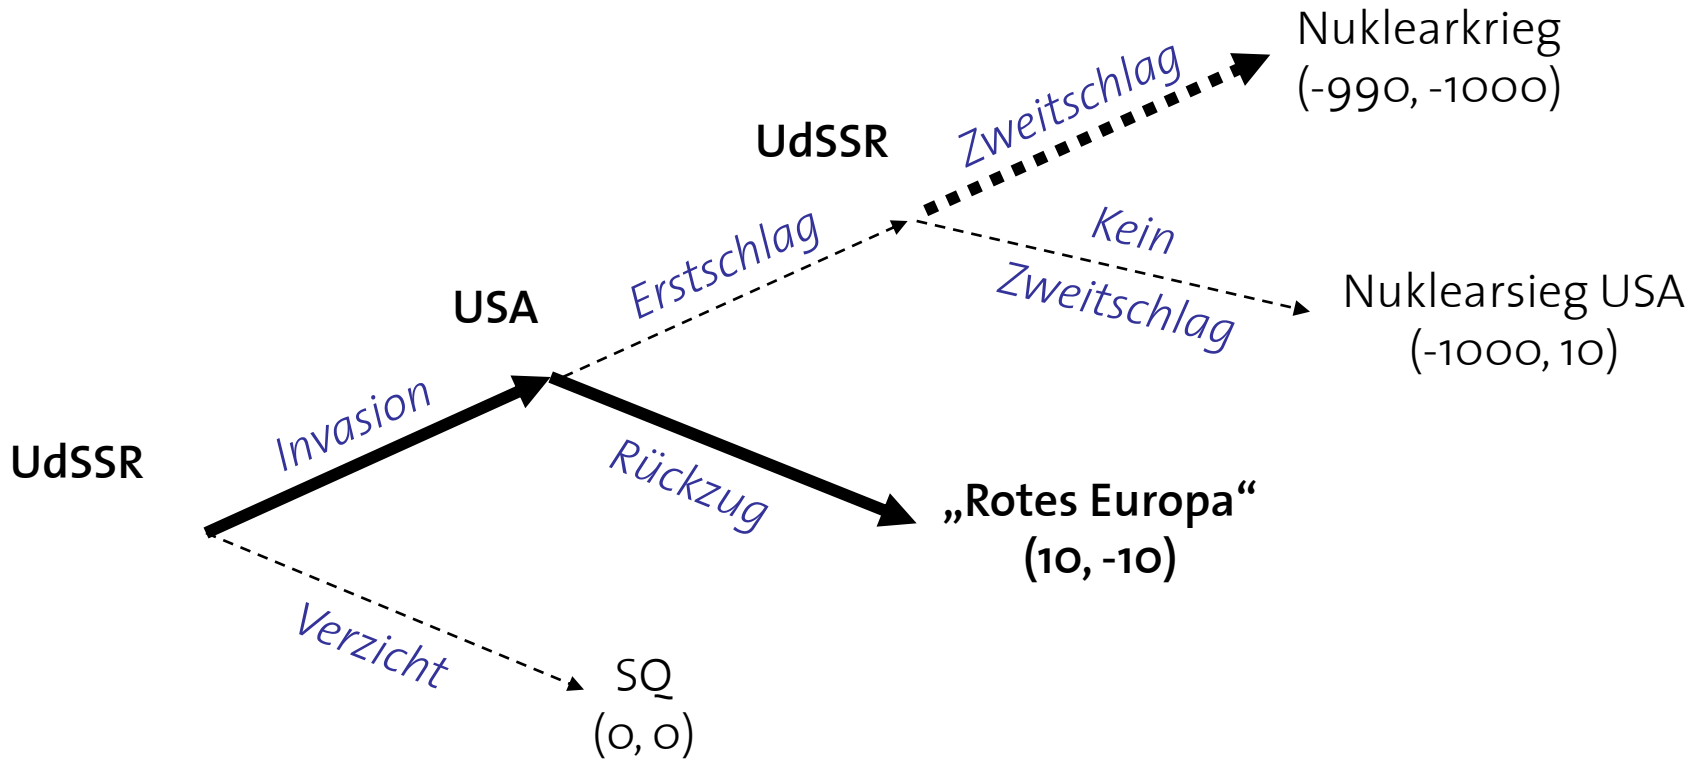 Nuklearkrieg
(-990, -1000)
Zweitschlag
UdSSR
Kein
Zweitschlag
Erstschlag
Nuklearsieg USA
(-1000, 10)
USA
Invasion
UdSSR
Rückzug
„Rotes Europa“
(10, -10)
Verzicht
SQ
(0, 0)